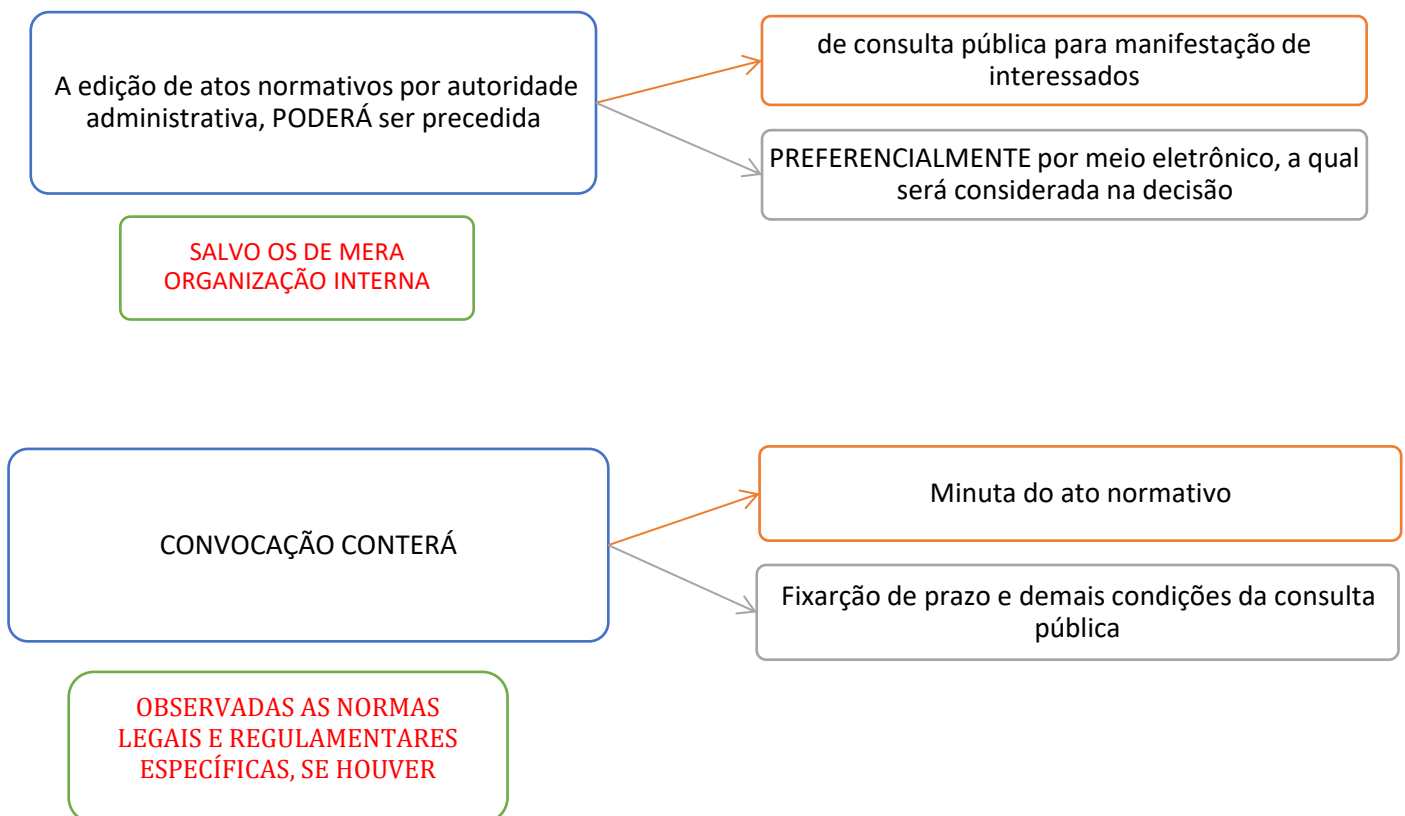 A edição de atos normativos por autoridade
administrativa, PODERÁ ser precedida
de consulta pública para manifestação de
interessados
PREFERENCIALMENTE por meio eletrônico, a qual
será considerada na decisão
SALVO OS DE MERA
ORGANIZAÇÃO INTERNA
CONVOCAÇÃO CONTERÁ
Minuta do ato normativo
Fixarção de prazo e demais condições da consulta
pública
OBSERVADAS AS NORMAS
LEGAIS E REGULAMENTARES
ESPECÍFICAS, SE HOUVER